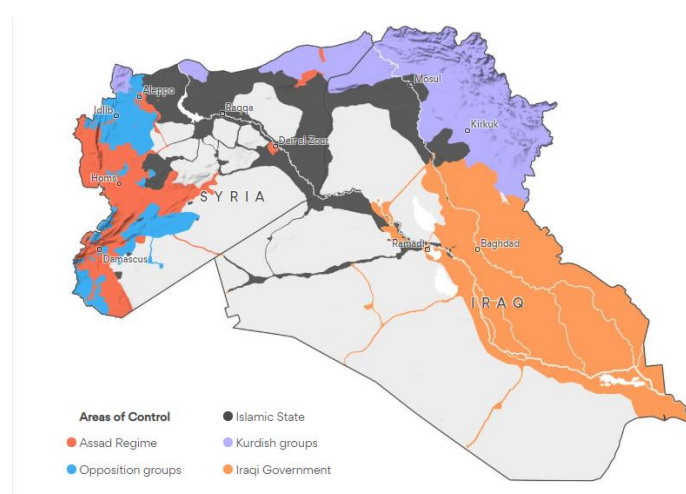 Aleppo
Idlib
Raqqa
Deir al-Zour
Homs
SYRIA
Damascus
Mosul
Kirkuk
Ramadi
Baghdad
IRAQ
Areas of Control
Assad Regime
Opposition groups
Islamic State
Kurdish groups
Iraqi Government